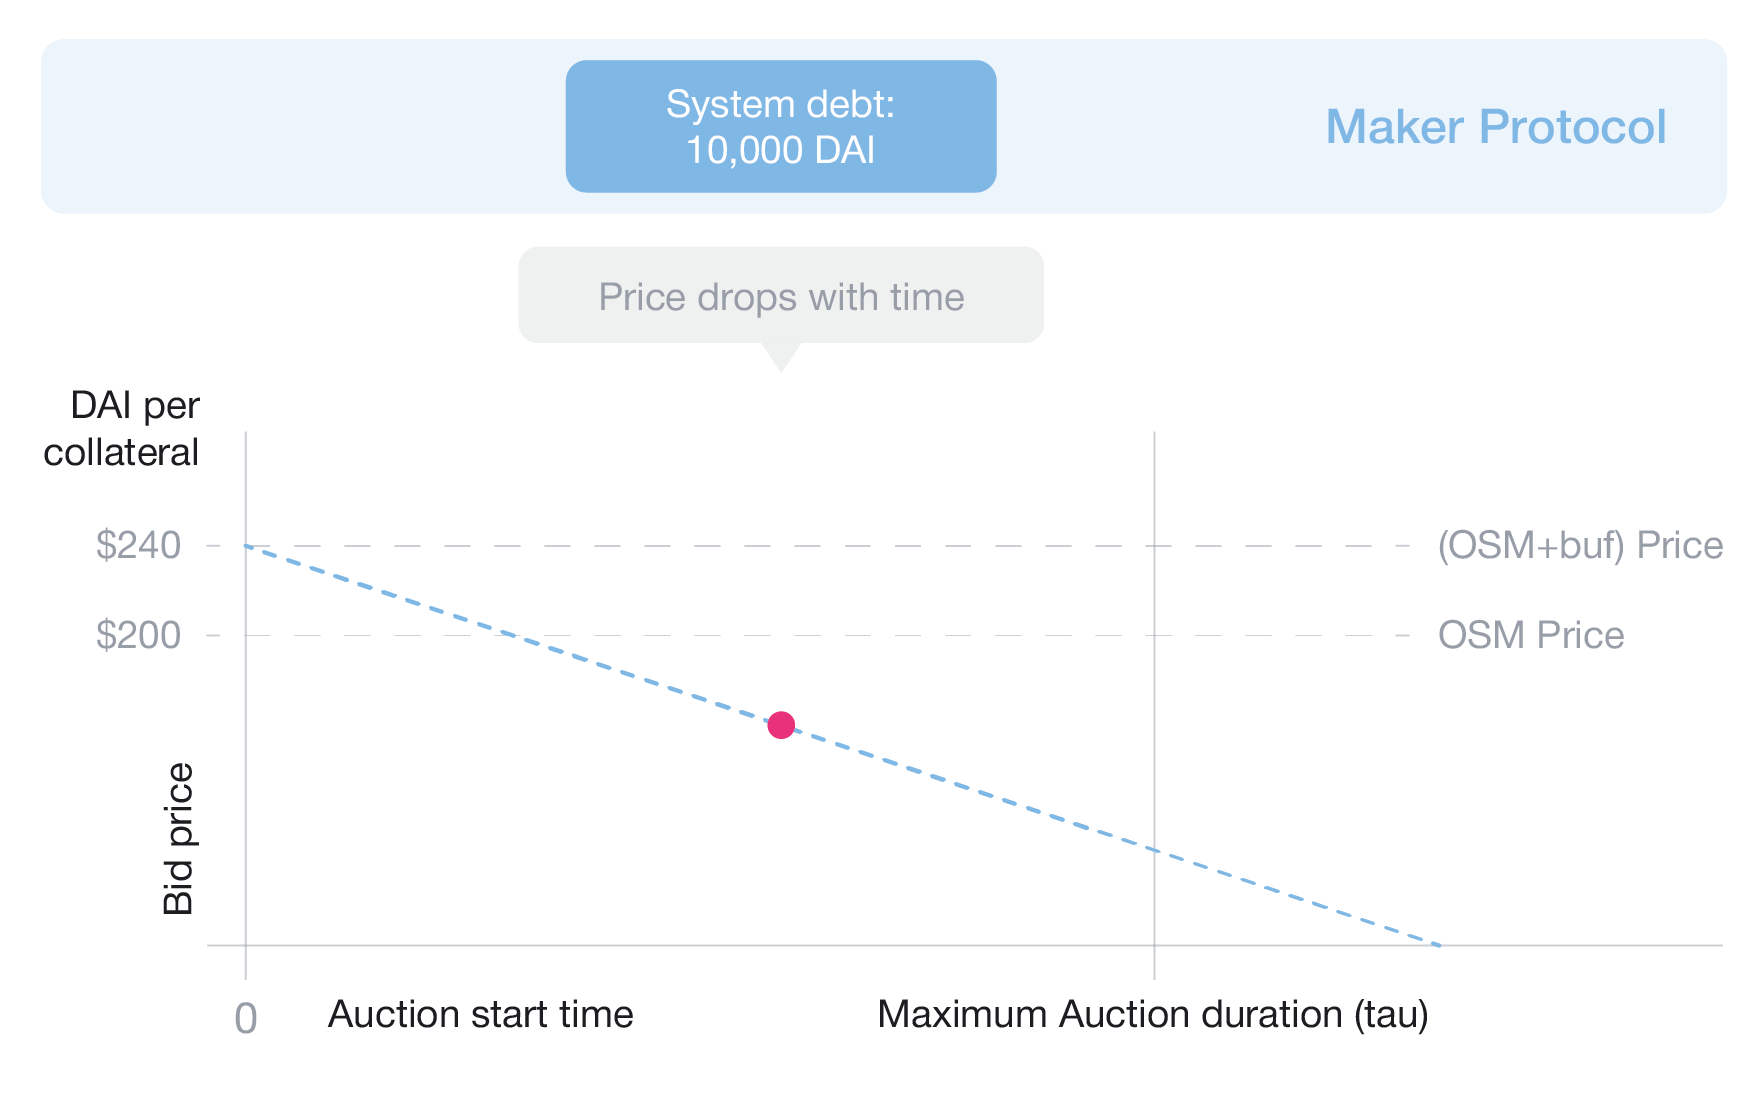 System debt:
10,000 DAI
Maker Protocol
Price drops with time
DAI per
collateral
$240
(OSM+buf) Price
$200
OSM Price
Bid price
0
Auction start time
Maximum Auction duration (tau)